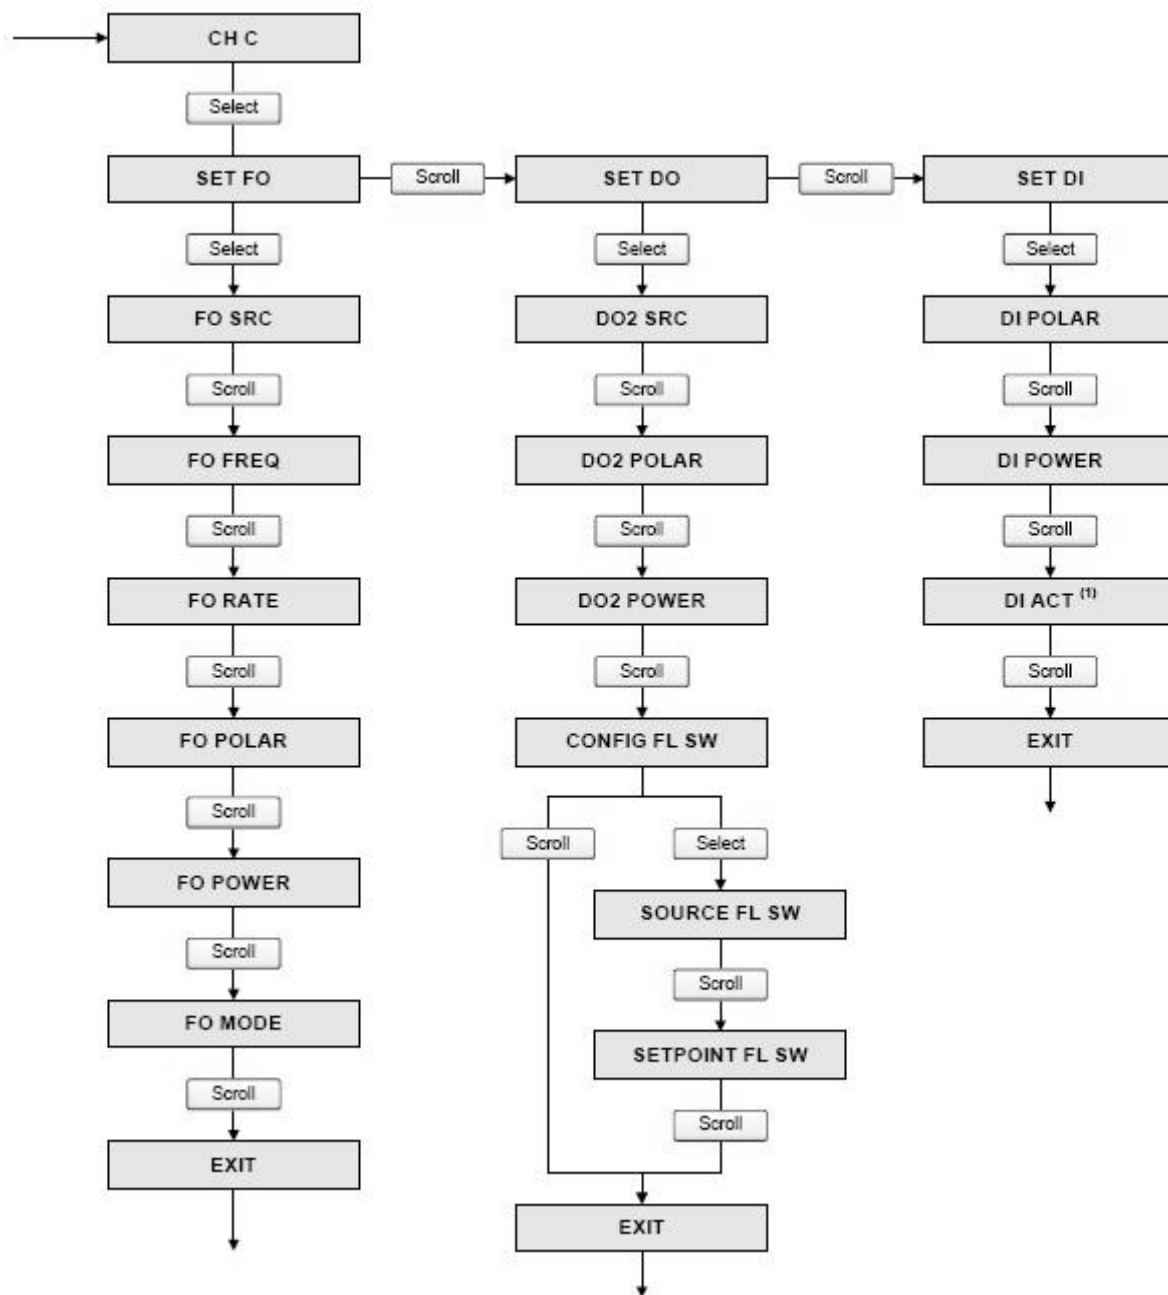 CH C
Select
SET FO
Scroll
SET DO
Scroll
SET DI
Select
Select
Select
FO SRC
DO2 SRC
DI POLAR
Scroll
Scroll
Scroll
FO FREQ
DO2 POLAR
DI POWER
Scroll
Scroll
Scroll
FO RATE
DO2 POWER
DI ACT (1)
Scroll
Scroll
Scroll
FO POLAR
CONFIG FL SW
EXIT
Scroll
Scroll
Select
FO POWER
SOURCE FL SW
Scroll
Scroll
FO MODE
SETPOINT FL SW
Scroll
Scroll
EXIT
EXIT